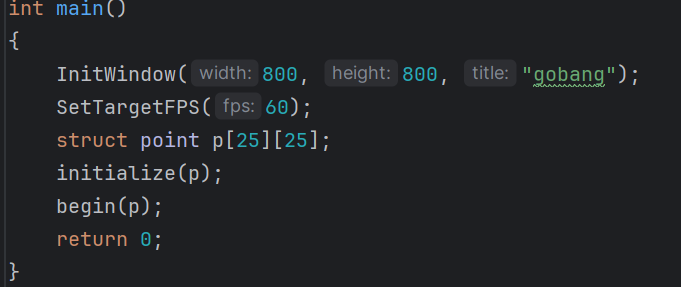 int main()
{
InitWindow( width: 800, height: 800, title: "gobang");
SetTargetFPS( fps: 60);
struct point p[25][25];
initialize(p);
begin(p);
return 0;
}